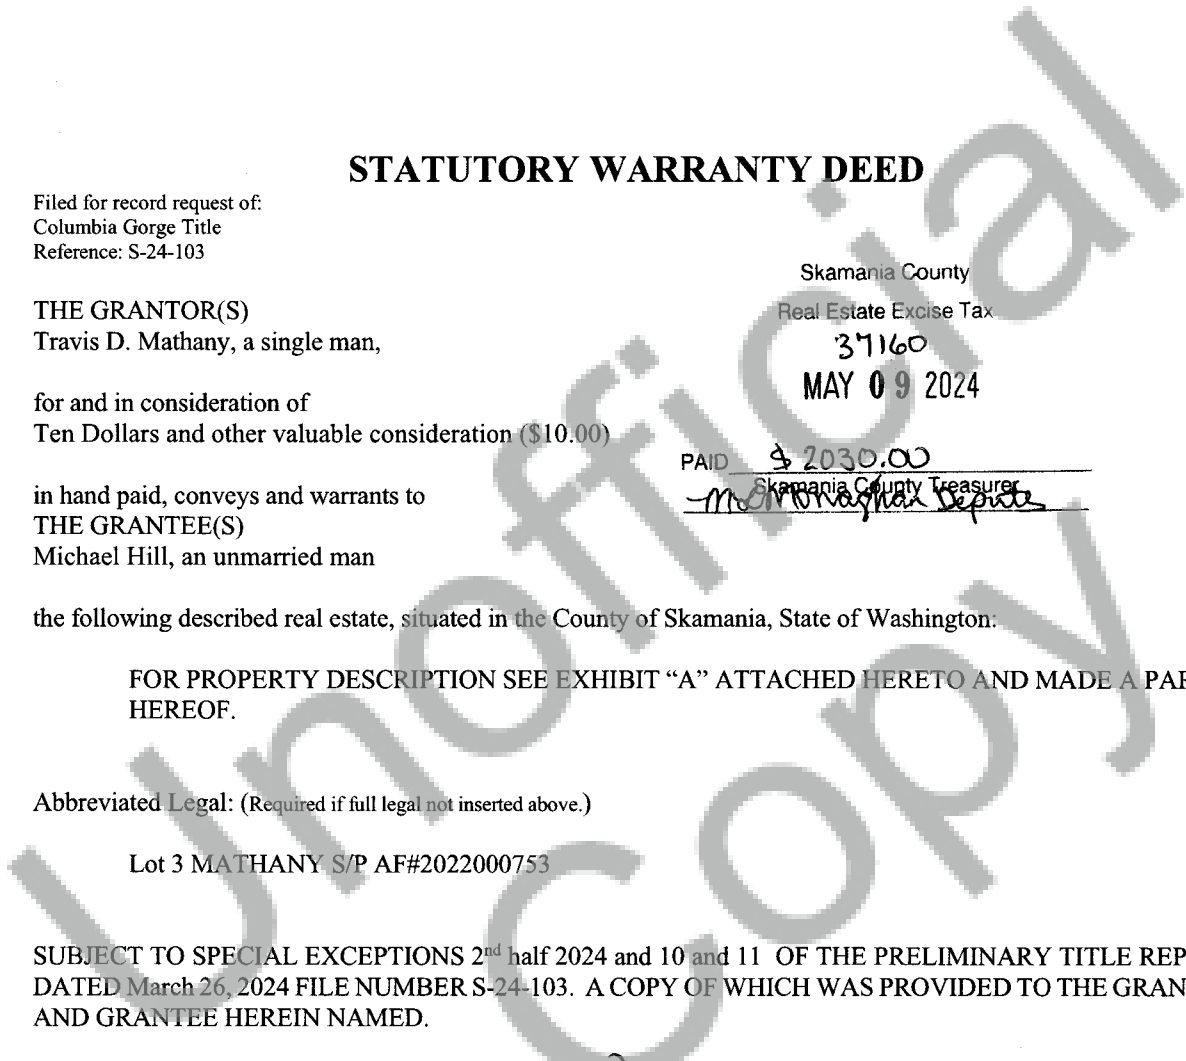 STATUTORY WARRANTY DEED
Filed for record request of:
Columbia Gorge Title
Reference: S-24-103
Skamania County
Real Estate Excise Tax
37160
MAY 09 2024
PAID $ 2030.00
Skamania County Treasurer
Deputy
THE GRANTOR(S)
Travis D. Mathany, a single man,
for and in consideration of
Ten Dollars and other valuable consideration ($10.00)
in hand paid, conveys and warrants to
THE GRANTEE(S)
Michael Hill, an unmarried man
the following described real estate, situated in the County of Skamania, State of Washington:
FOR PROPERTY DESCRIPTION SEE EXHIBIT “A” ATTACHED HERETO AND MADE A PAR
HEREOF.
Abbreviated Legal: (Required if full legal not inserted above.)
Lot 3 MATHANY S/P AF#2022000753
SUBJECT TO SPECIAL EXCEPTIONS 2nd half 2024 and 10 and 11 OF THE PRELIMINARY TITLE REP
DATED March 26, 2024 FILE NUMBER S-24-103. A COPY OF WHICH WAS PROVIDED TO THE GRAN
AND GRANTEE HEREIN NAMED.
Unofficial
Copy